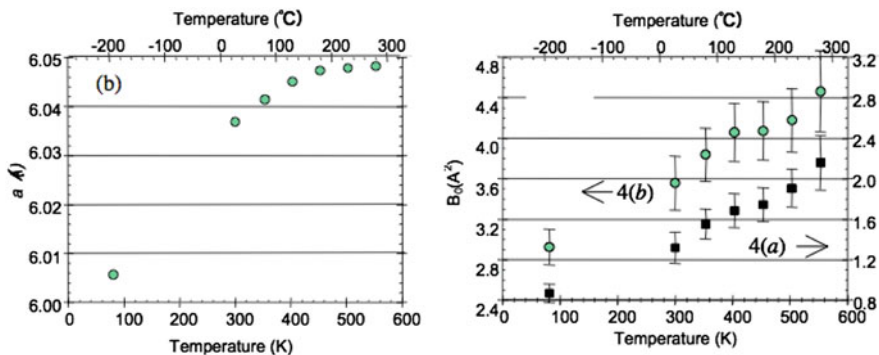 Temperature (℃)
-200 -100 0 100 200 300
6.05
6.04
6.03
6.02
6.01
6.00
(b)
a (Å)
0 100 200 300 400 500 600
Temperature (K)
Temperature (℃)
-200 -100 0 100 200 300
4.8
4.4
4.0
3.6
3.2
2.8
2.4
B₀(A²)
3.2
2.8
2.4
2.0
1.6
1.2
0.8
4(b)
4(a)
0 100 200 300 400 500 600
Temperature (K)